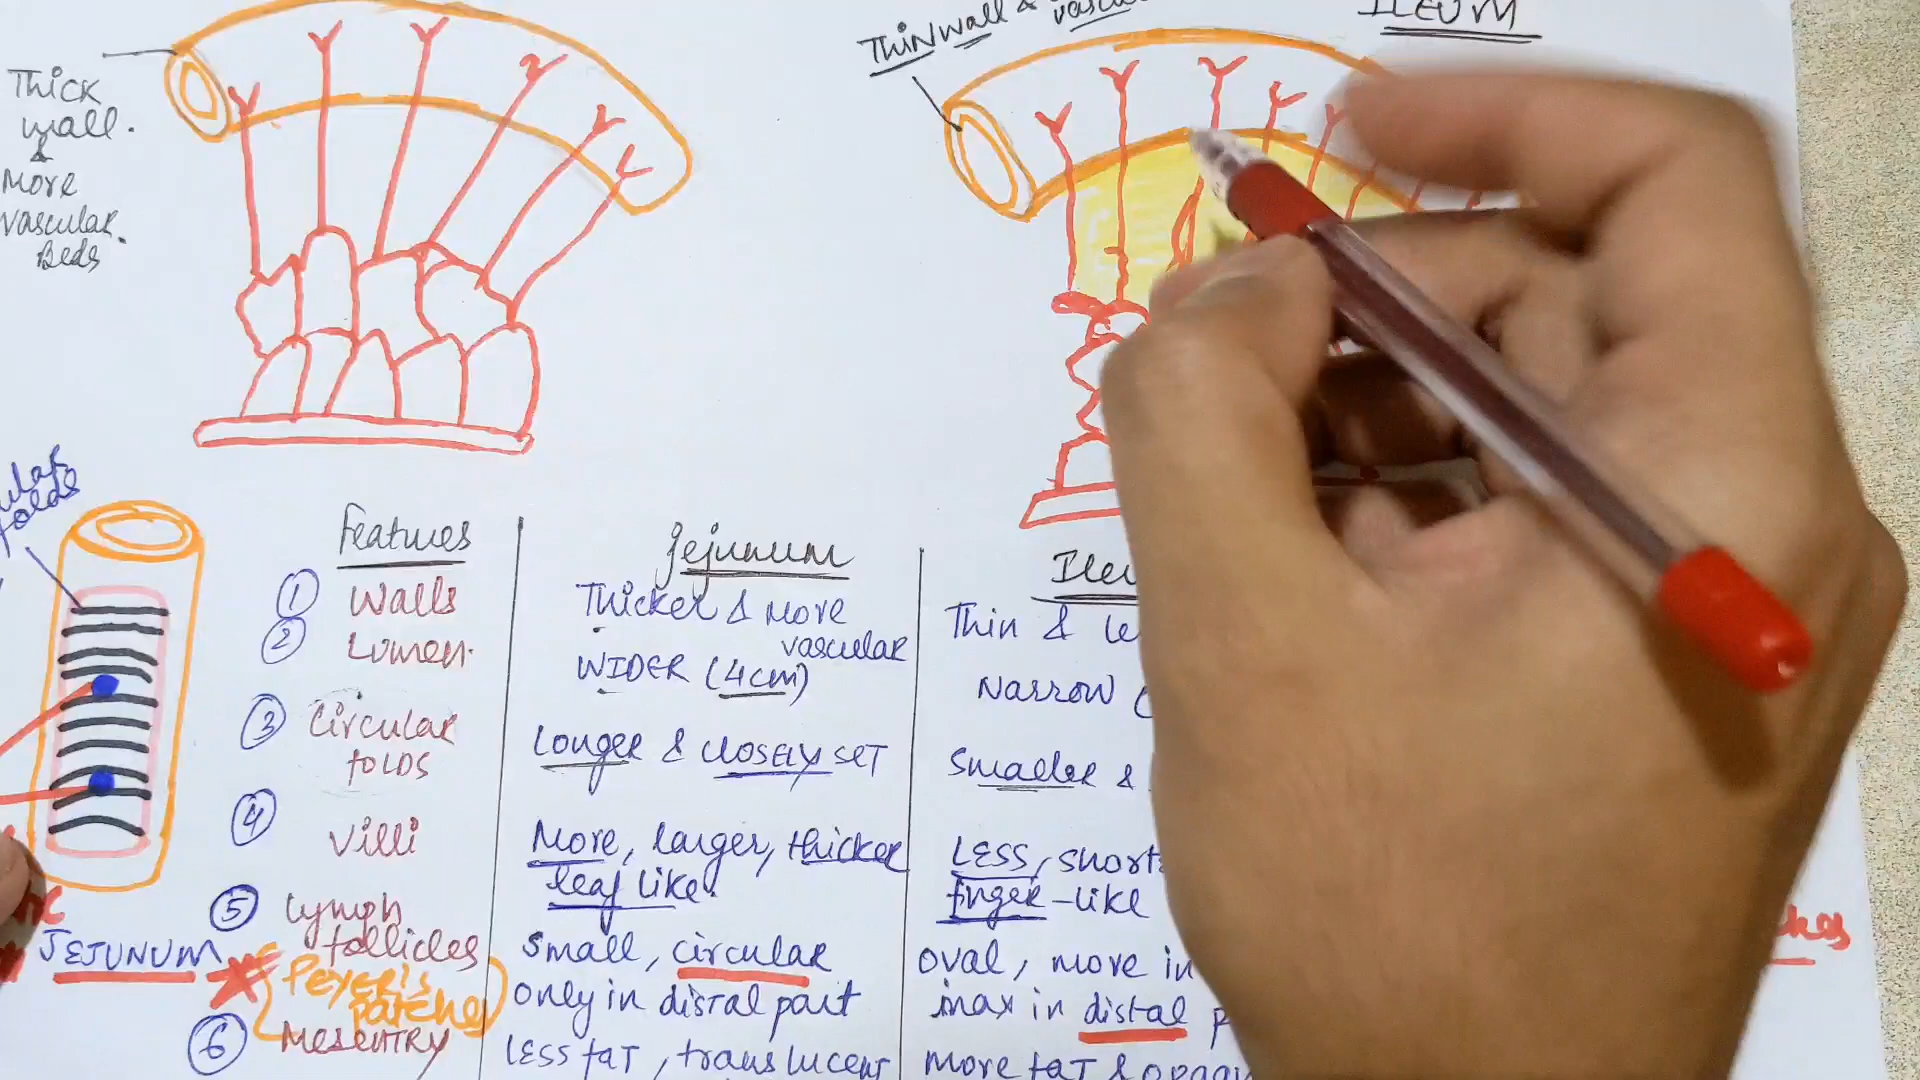 Thick
wall.
&
More
vascular
Beds
Thin wall &
ILEUM
folds
JEJUNUM
Features
Jejunum
① Walls
Thicker & More
vascular
Thin &
② Lumen.
WIDER (4cm)
Narrow (
③ Circular
folds
Longer & closely set
Smaller &
④ Villi
More, larger, thicker
leaf like.
LESS, short
finger-like
⑤ Lymph
follicles
Peyer's
patches
small, circular
only in distal part
oval, more in
max in distal
⑥ Mesentry
Less fat, translucent
more fat &